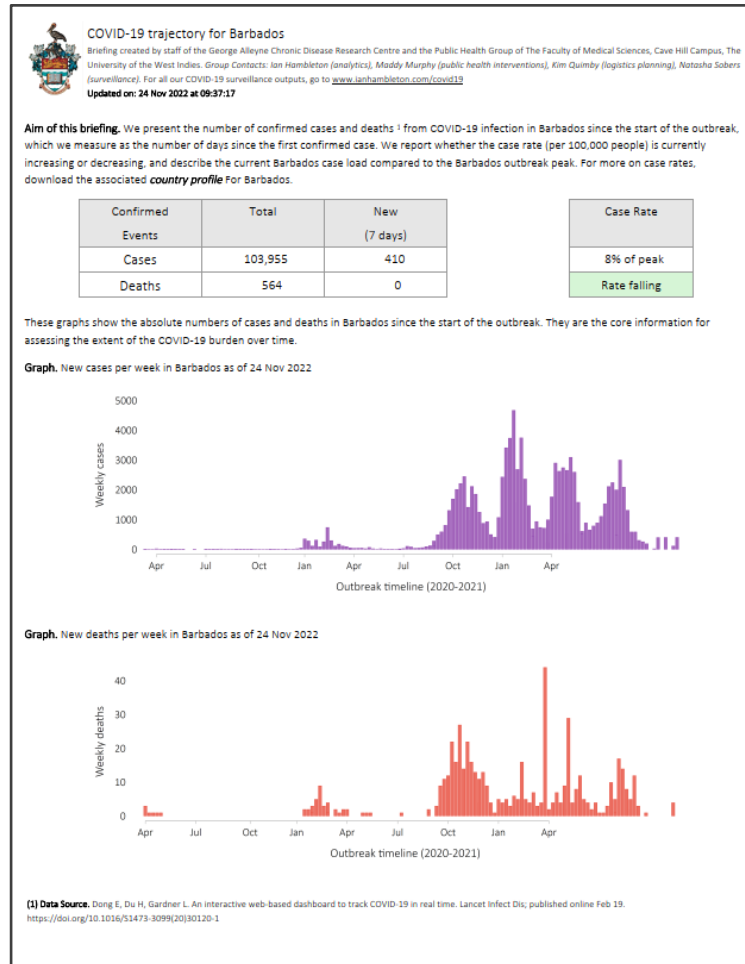 COVID-19 trajectory for Barbados
Briefing created by staff of the George Alleyne Chronic Disease Research Centre and the Public Health Group of The Faculty of Medical Sciences, Cave Hill Campus, The
University of the West Indies. Group Contacts: Ian Hambleton (analytics), Maddy Murphy (public health interventions), Kim Quimby (logistics planning), Natasha Sobers
(surveillance). For all our COVID-19 surveillance outputs, go to www.ianhambleton.com/covid19
Updated on: 24 Nov 2022 at 09:37:17
Aim of this briefing. We present the number of confirmed cases and deaths ¹ from COVID-19 infection in Barbados since the start of the outbreak,
which we measure as the number of days since the first confirmed case. We report whether the case rate (per 100,000 people) is currently
increasing or decreasing, and describe the current Barbados case load compared to the Barbados outbreak peak. For more on case rates,
download the associated country profile For Barbados.
Confirmed Events Total New (7 days) Case Rate
Cases 103,955 410 8% of peak
Deaths 564 0 Rate falling
These graphs show the absolute numbers of cases and deaths in Barbados since the start of the outbreak. They are the core information for
assessing the extent of the COVID-19 burden over time.
Graph. New cases per week in Barbados as of 24 Nov 2022
Weekly cases
5000
4000
3000
2000
1000
0
Apr Jul Oct Jan Apr Jul Oct Jan Apr
Outbreak timeline (2020-2021)
Graph. New deaths per week in Barbados as of 24 Nov 2022
Weekly deaths
40
30
20
10
0
Apr Jul Oct Jan Apr Jul Oct Jan Apr
Outbreak timeline (2020-2021)
(1) Data Source. Dong E, Du H, Gardner L. An interactive web-based dashboard to track COVID-19 in real time. Lancet Infect Dis; published online Feb 19.
https://doi.org/10.1016/S1473-3099(20)30120-1